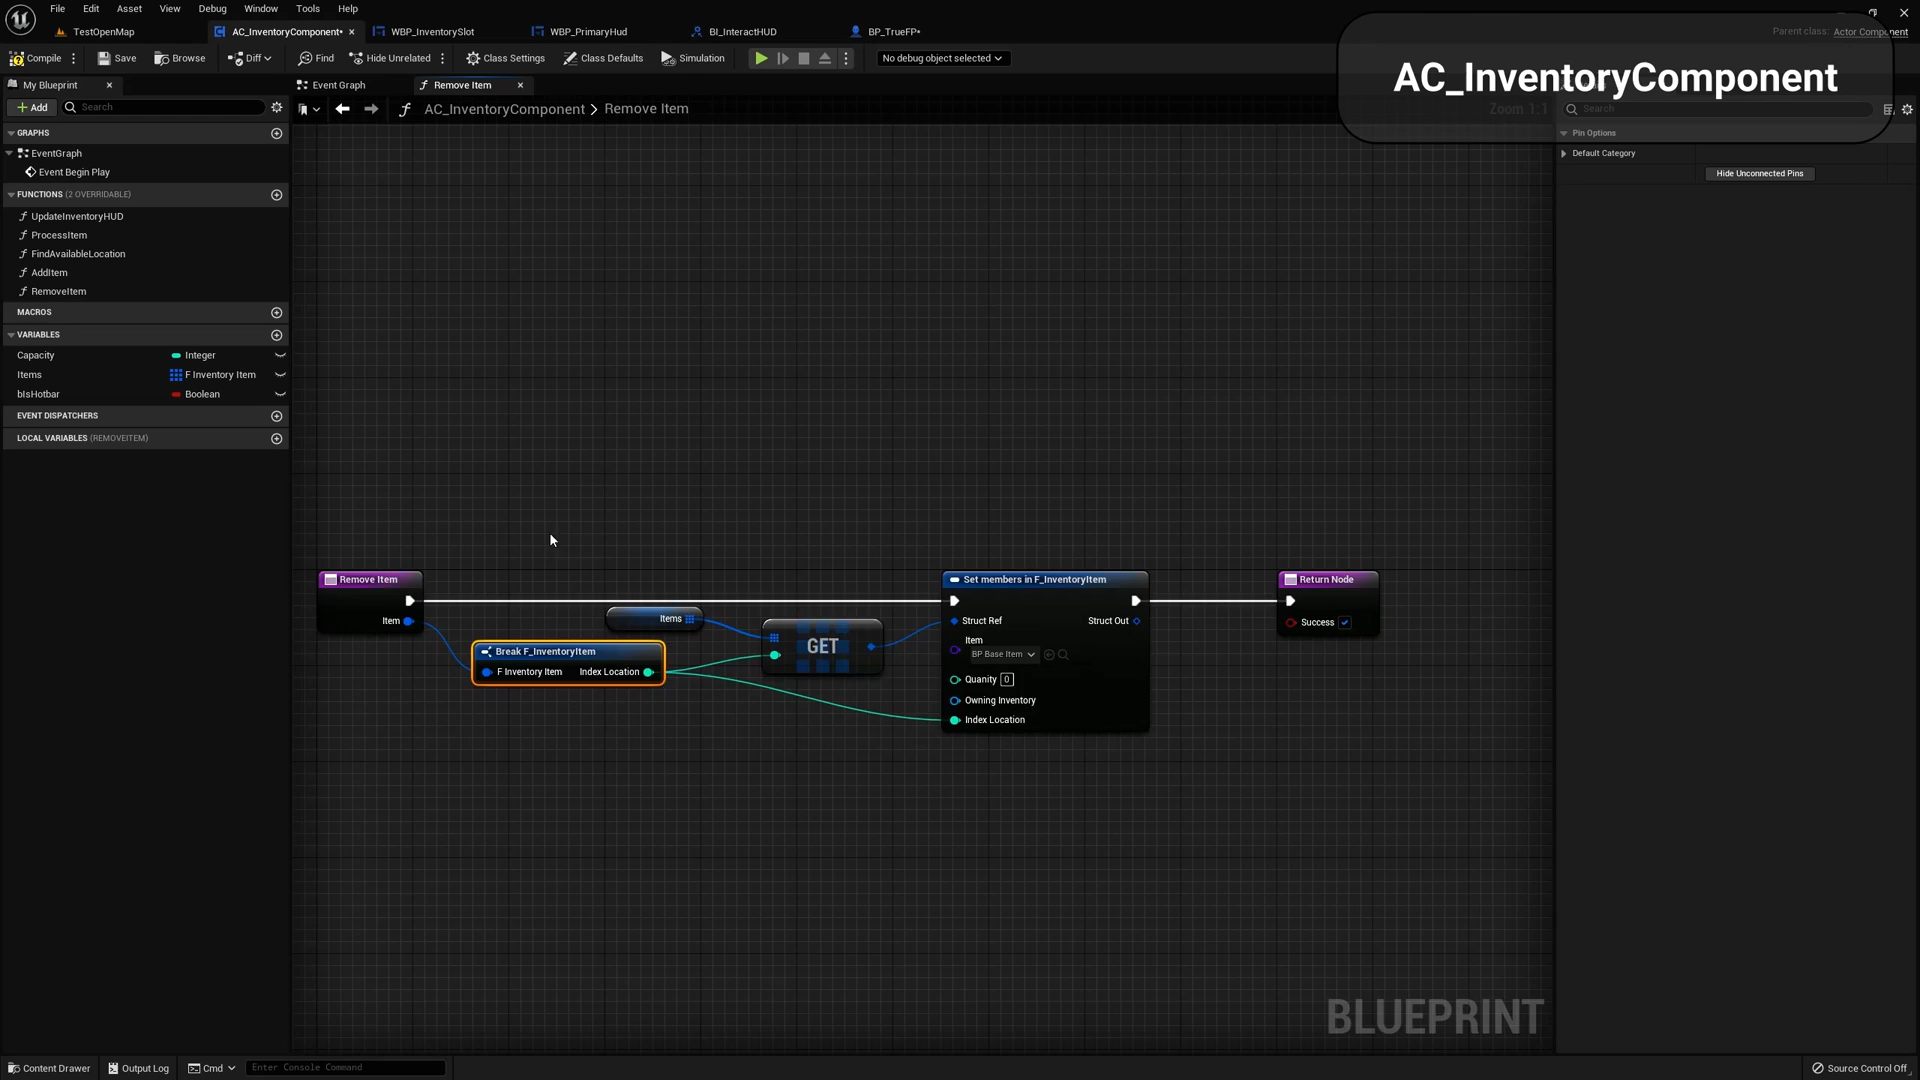 File Edit Asset View Debug Window Tools Help
TestOpenMap AC_InventoryComponent* WBP_InventorySlot WBP_PrimaryHud BI_InteractHUD BP_TrueFP*
Parent class: Actor Component
Compile Save Browse Diff Find Hide Unrelated Class Settings Class Defaults Simulation No debug object selected
AC_InventoryComponent
My Blueprint
Event Graph Remove Item
Add Search
AC_InventoryComponent > Remove Item
Zoom 1:1
Search
GRAPHS
EventGraph
Event Begin Play
FUNCTIONS (2 OVERRIDABLE)
UpdateInventoryHUD
ProcessItem
FindAvailableLocation
AddItem
RemoveItem
MACROS
VARIABLES
Capacity Integer
Items F Inventory Item
bIsHotbar Boolean
EVENT DISPATCHERS
LOCAL VARIABLES (REMOVEITEM)
Pin Options
Default Category
Hide Unconnected Pins
Remove Item
Item
Items
Break F_InventoryItem
F Inventory Item Index Location
GET
Set members in F_InventoryItem
Struct Ref Struct Out
Item
BP Base Item
Quanity 0
Owning Inventory
Index Location
Return Node
Success
BLUEPRINT
Content Drawer Output Log Cmd Enter Console Command Source Control Off